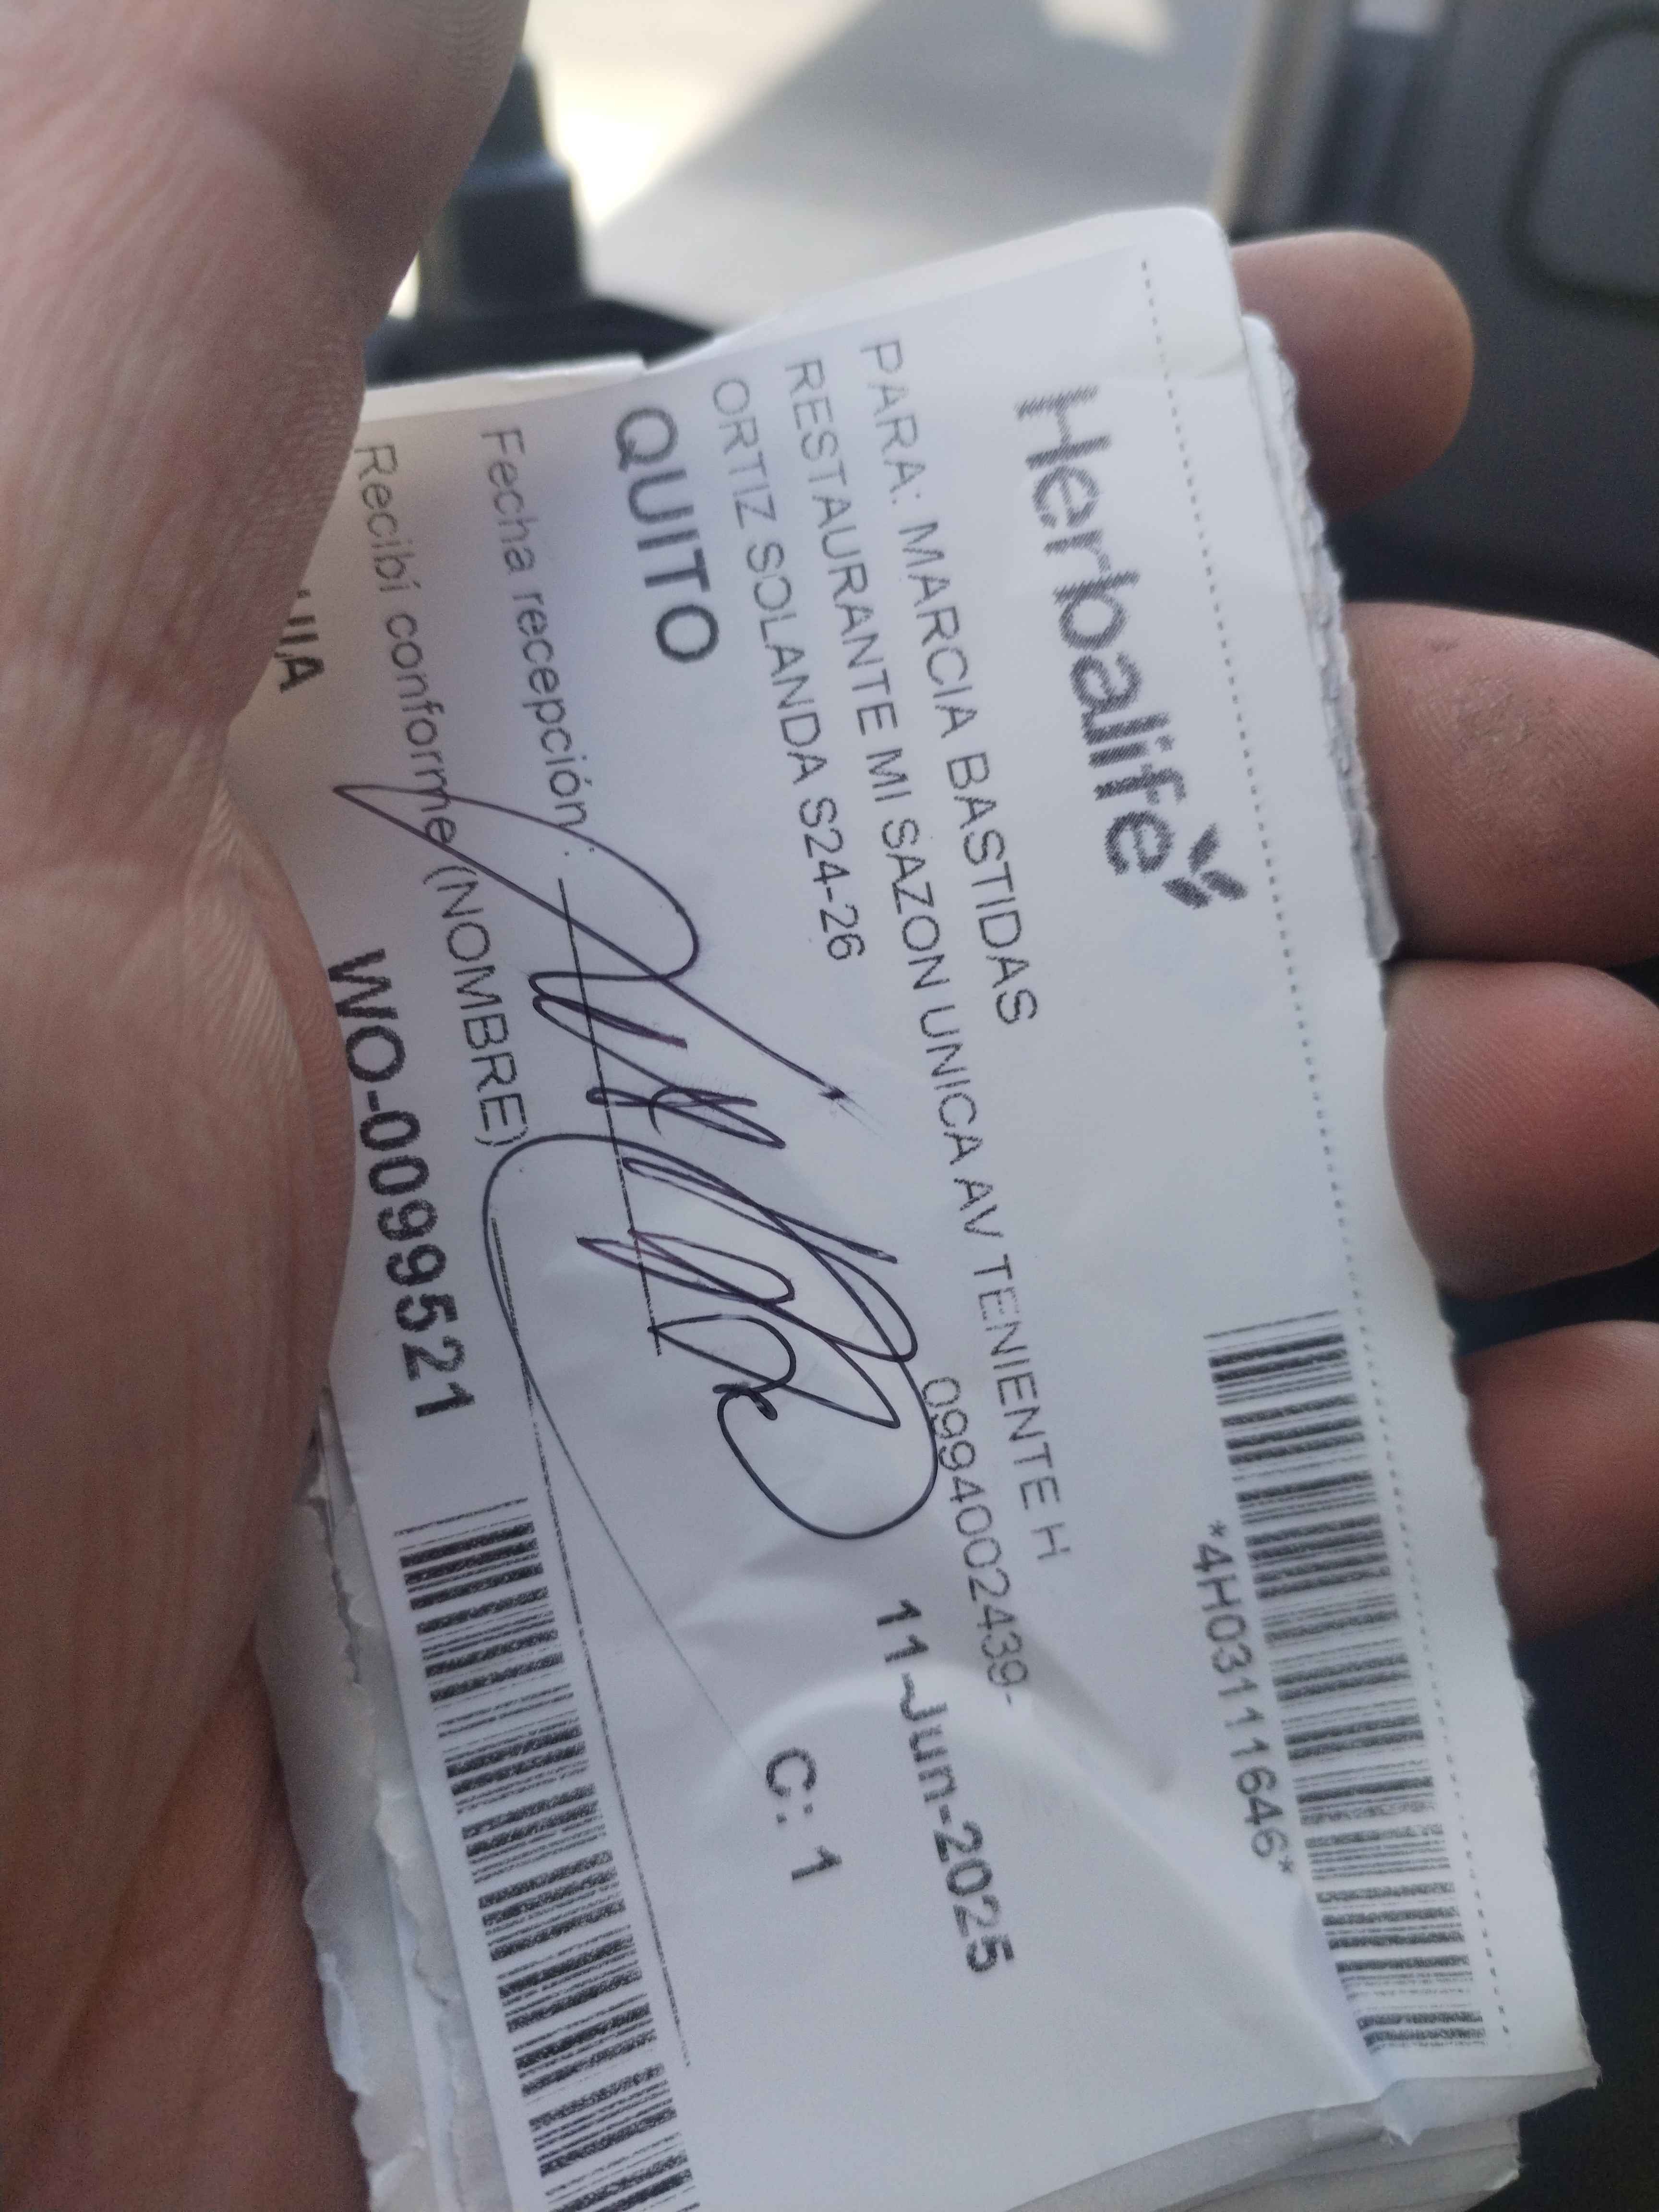 Herbalife
*4H03111646*
PARA: MARCIA BASTIDAS
RESTAURANTE MI SAZON UNICA AV TENIENTE H
ORTIZ SOLANDA S24-26
0994002439-
QUITO
11-Jun-2025
Fecha recepción:
C: 1
Recibí conforme (NOMBRE)
WO-0099521